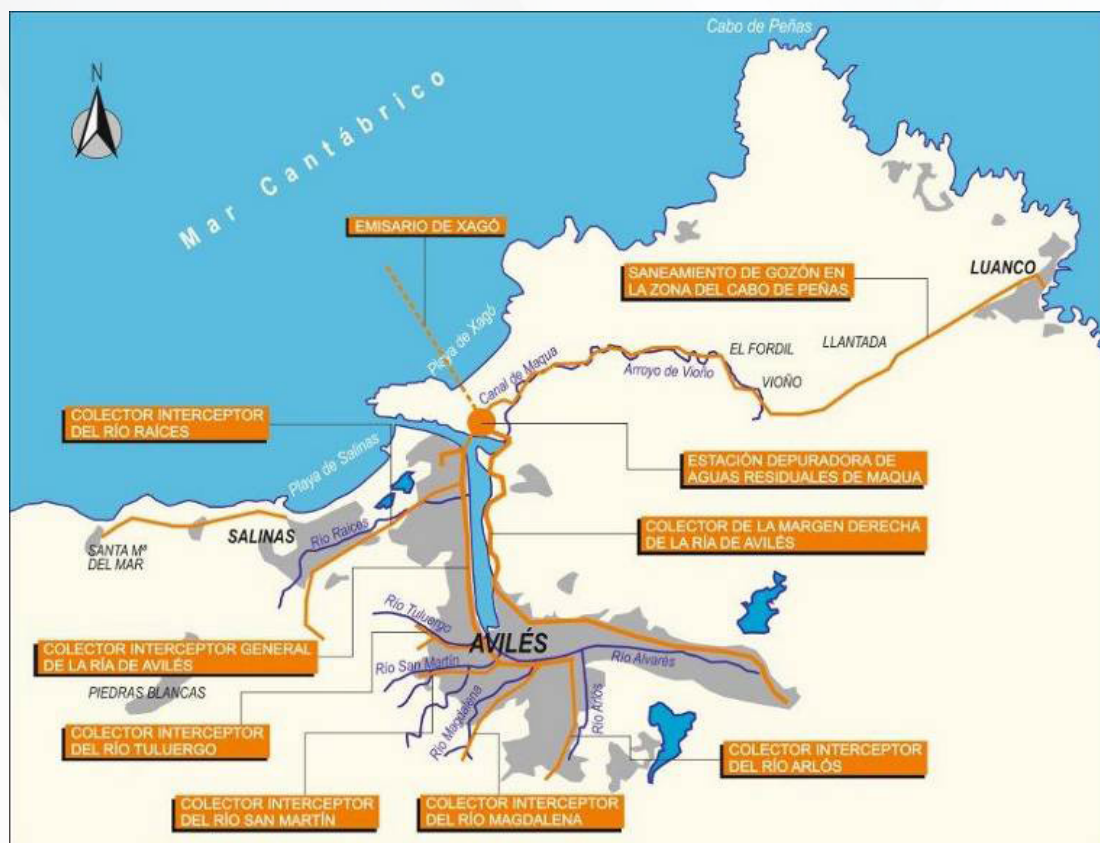 Cabo de Peñas
N
Mar Cantábrico
EMISARIO DE XAGÓ
LUANCO
SANEAMIENTO DE GOZÓN EN
LA ZONA DEL CABO DE PEÑAS
Playa de Xagó
EL FORDIL
LLANTADA
Canal de Maqua
Arroyo de Vioño
VIOÑO
COLECTOR INTERCEPTOR
DEL RÍO RAÍCES
Playa de Salinas
ESTACIÓN DEPURADORA DE
AGUAS RESIDUALES DE MAQUA
SALINAS
Río Raíces
COLECTOR DE LA MARGEN DERECHA
DE LA RÍA DE AVILÉS
SANTA Mª
DEL MAR
Río Tuluergo
AVILÉS
COLECTOR INTERCEPTOR GENERAL
DE LA RÍA DE AVILÉS
Río San Martín
Río Alvarés
PIEDRAS BLANCAS
Río Magdalena
Río Arlós
COLECTOR INTERCEPTOR
DEL RÍO TULUERGO
COLECTOR INTERCEPTOR
DEL RÍO ARLÓS
COLECTOR INTERCEPTOR
DEL RÍO SAN MARTÍN
COLECTOR INTERCEPTOR
DEL RÍO MAGDALENA